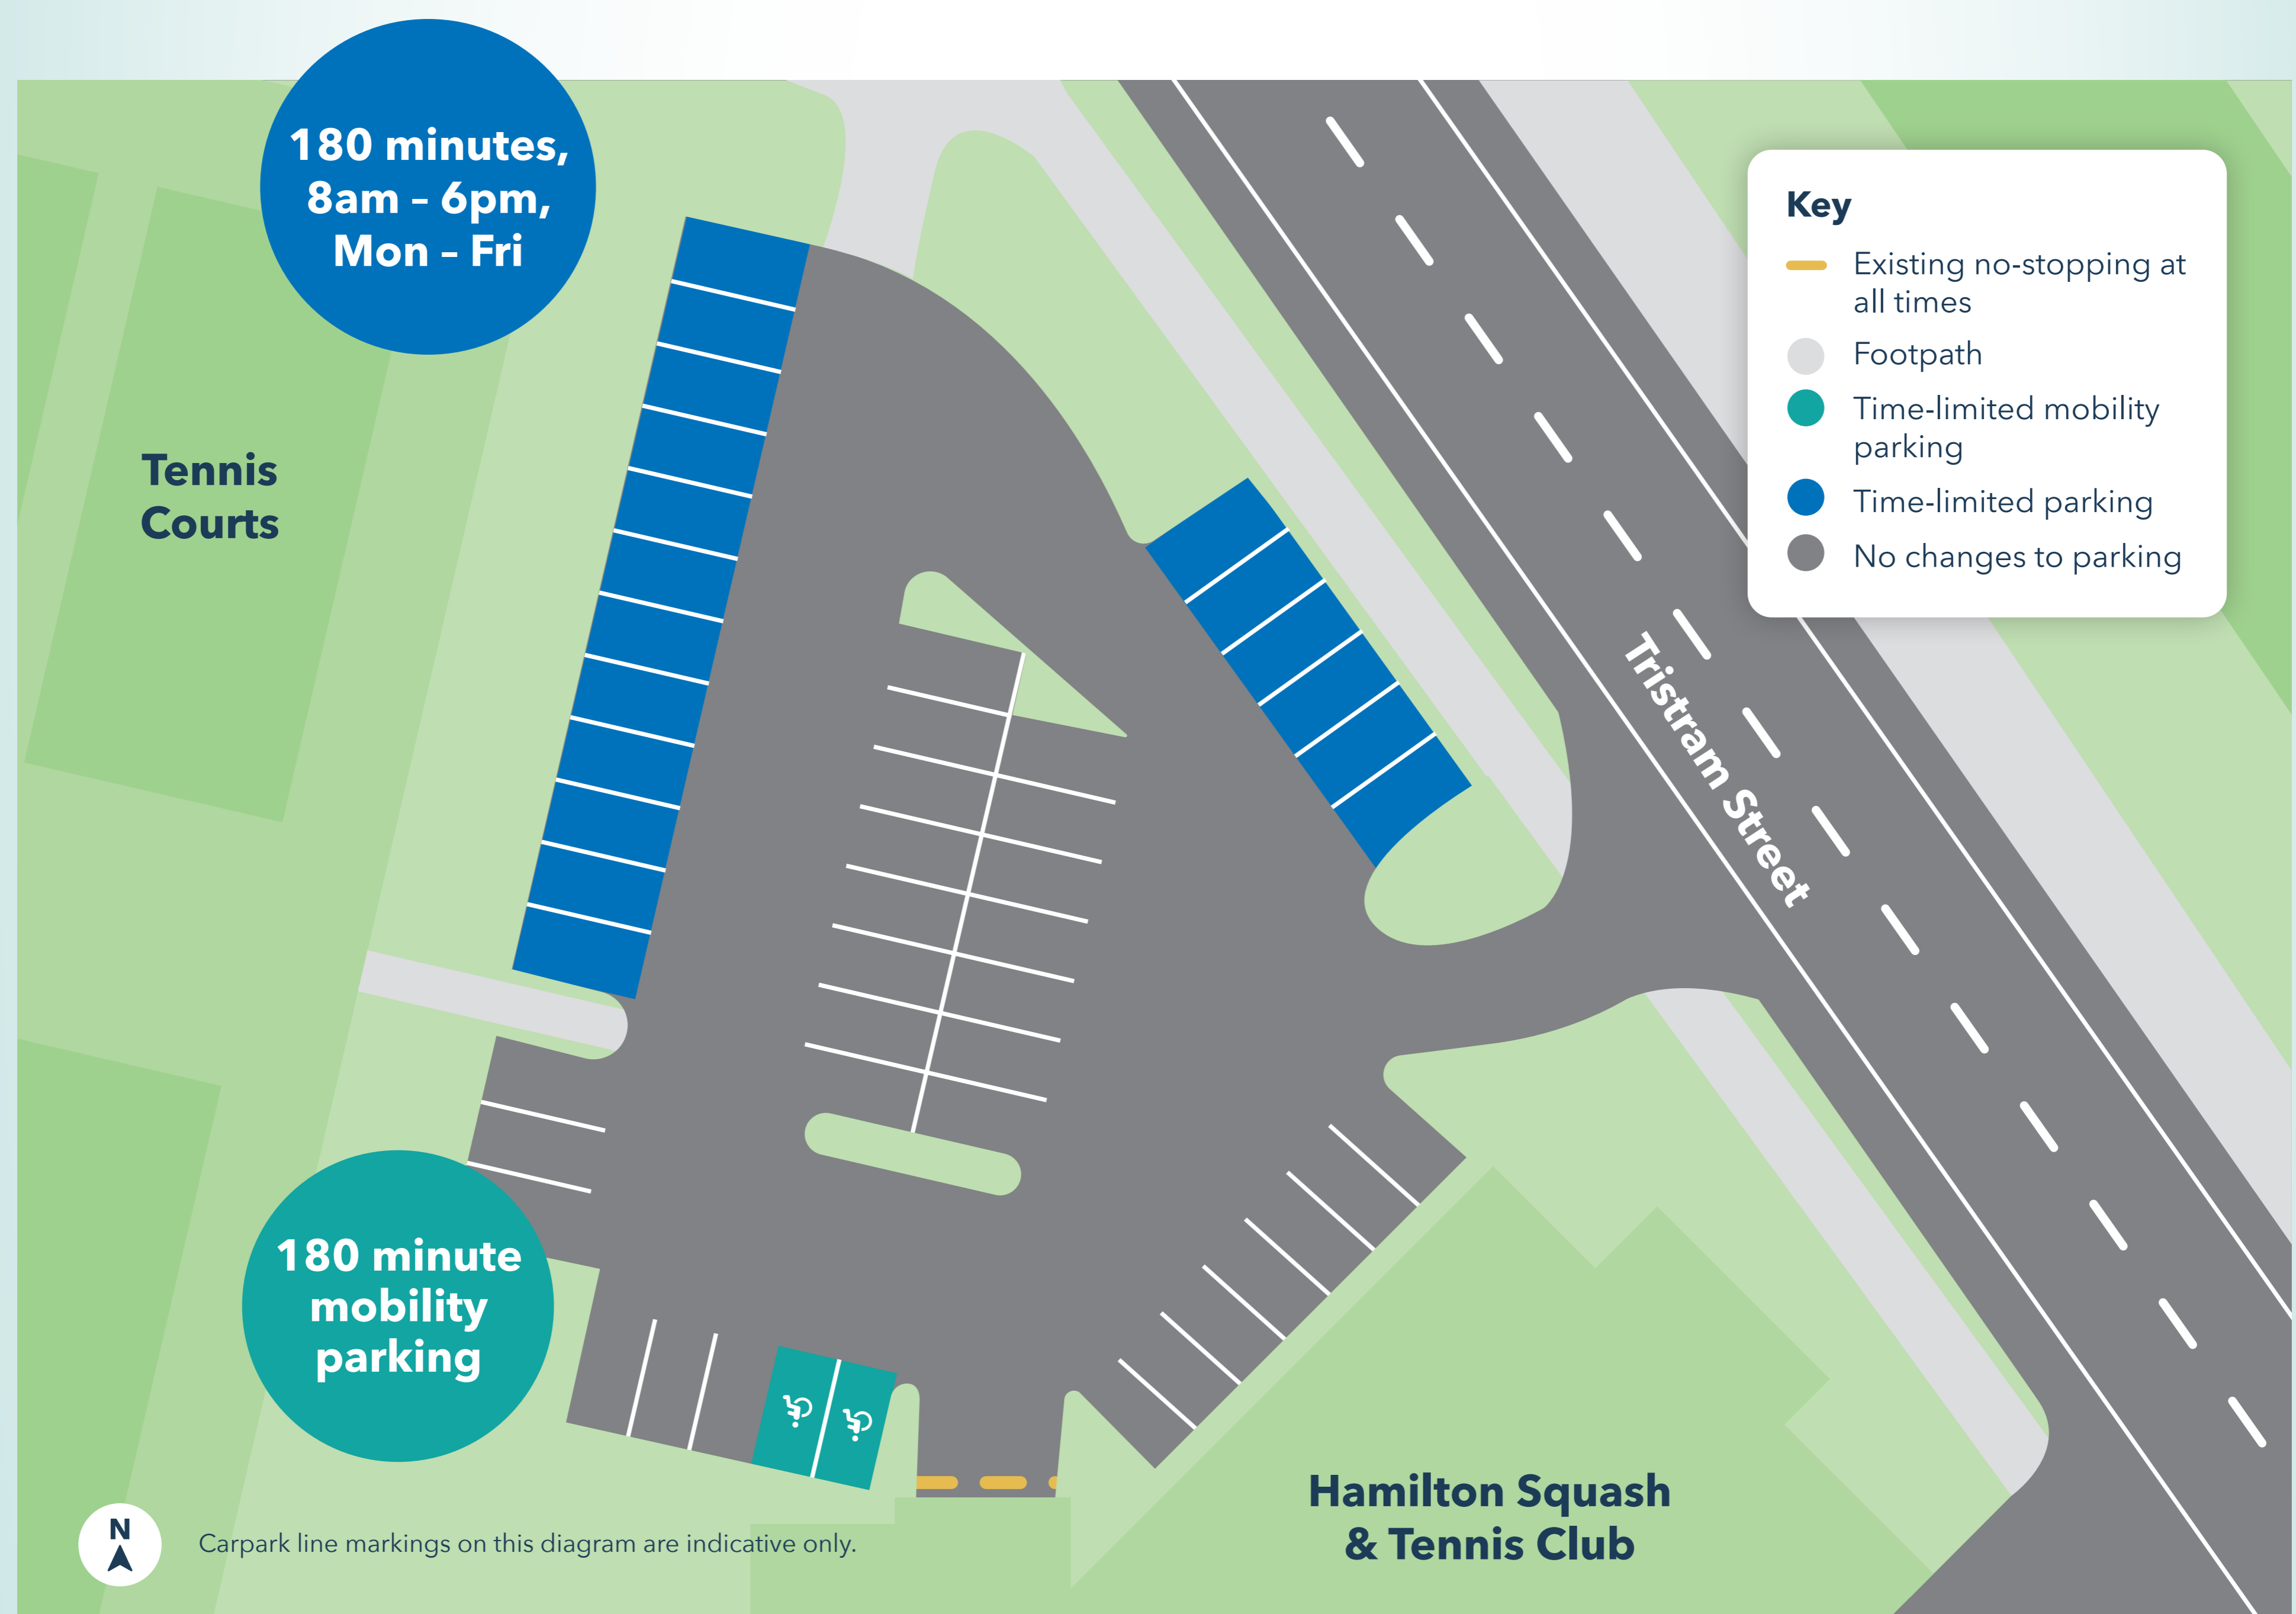 180 minutes,
8am – 6pm,
Mon – Fri
Key
Existing no-stopping at
all times
Footpath
Time-limited mobility
parking
Time-limited parking
No changes to parking
Tennis
Courts
Tristram Street
180 minute
mobility
parking
Hamilton Squash
& Tennis Club
N
Carpark line markings on this diagram are indicative only.